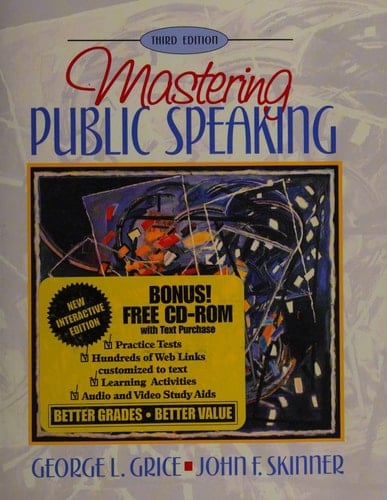 THIRD EDITION
Mastering
PUBLIC SPEAKING
NEW
INTERACTIVE
EDITION
BONUS!
FREE CD-ROM
with Text Purchase
Practice Tests
Hundreds of Web Links
customized to text
Learning Activities
Audio and Video Study Aids
BETTER GRADES • BETTER VALUE
GEORGE L. GRICE • JOHN F. SKINNER